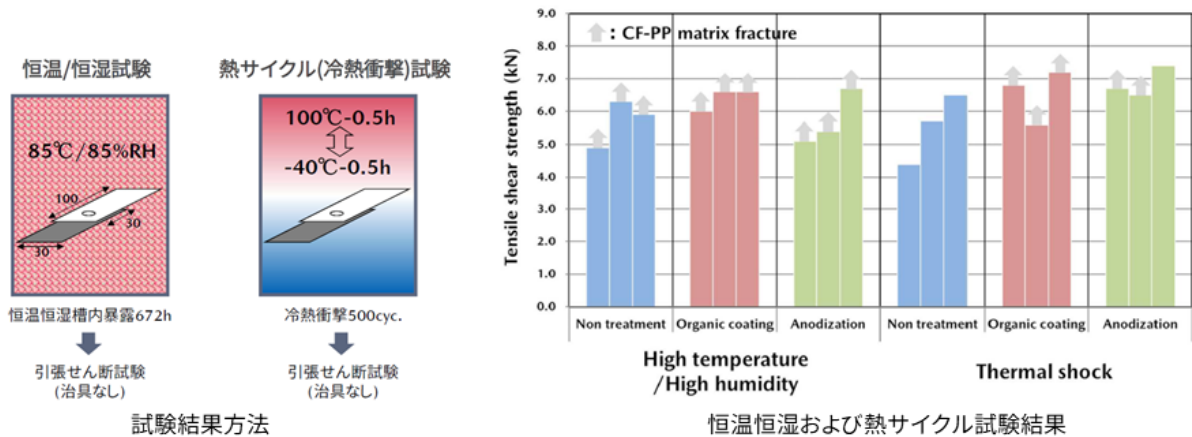 恒温/恒湿試験
85℃/85%RH
100
30
30
恒温恒湿槽内暴露672h
引張せん断試験
(治具なし)
熱サイクル(冷熱衝撃)試験
100℃-0.5h
-40℃-0.5h
冷熱衝撃500cyc.
引張せん断試験
(治具なし)
試験結果方法
Tensile shear strength (kN)
9.0
8.0
7.0
6.0
5.0
4.0
3.0
2.0
1.0
0.0
: CF-PP matrix fracture
Non treatment
Organic coating
Anodization
Non treatment
Organic coating
Anodization
High temperature
/High humidity
Thermal shock
恒温恒湿および熱サイクル試験結果